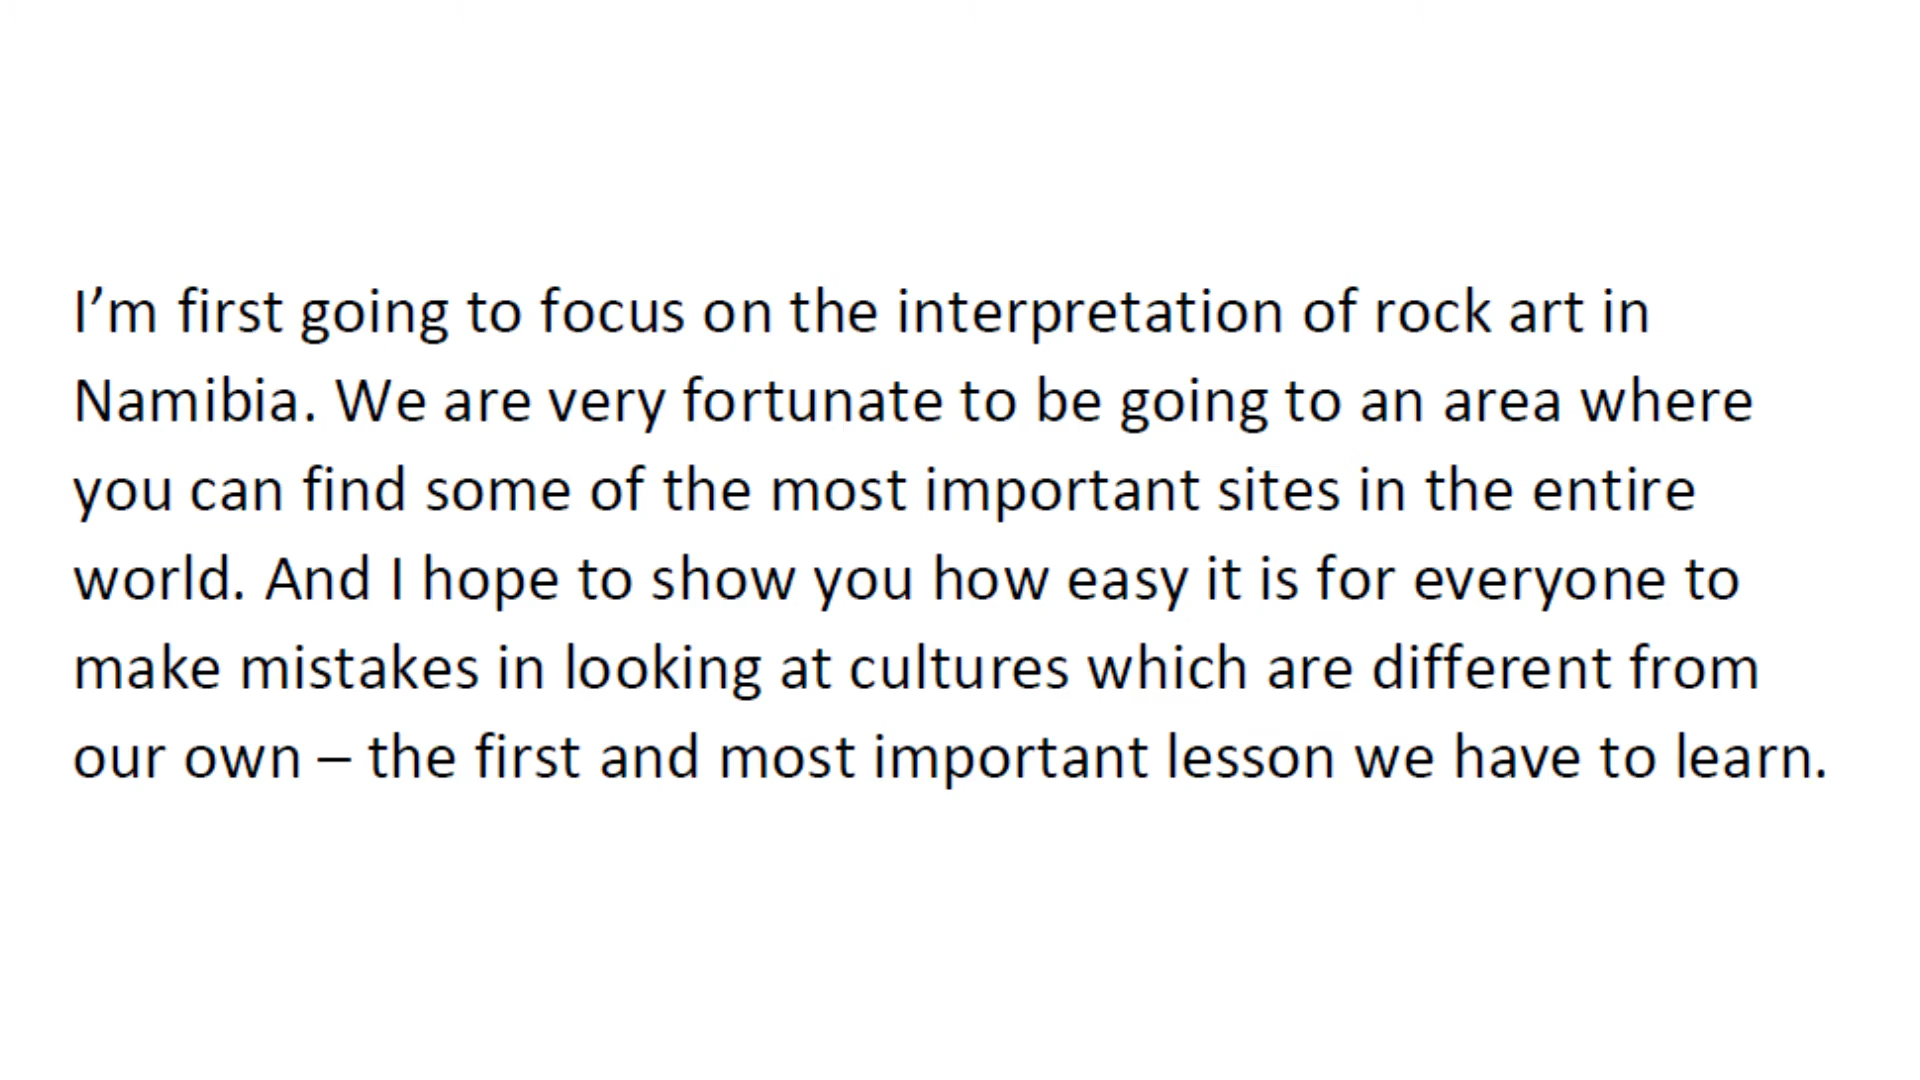 I’m first going to focus on the interpretation of rock art in
Namibia. We are very fortunate to be going to an area where
you can find some of the most important sites in the entire
world. And I hope to show you how easy it is for everyone to
make mistakes in looking at cultures which are different from
our own – the first and most important lesson we have to learn.